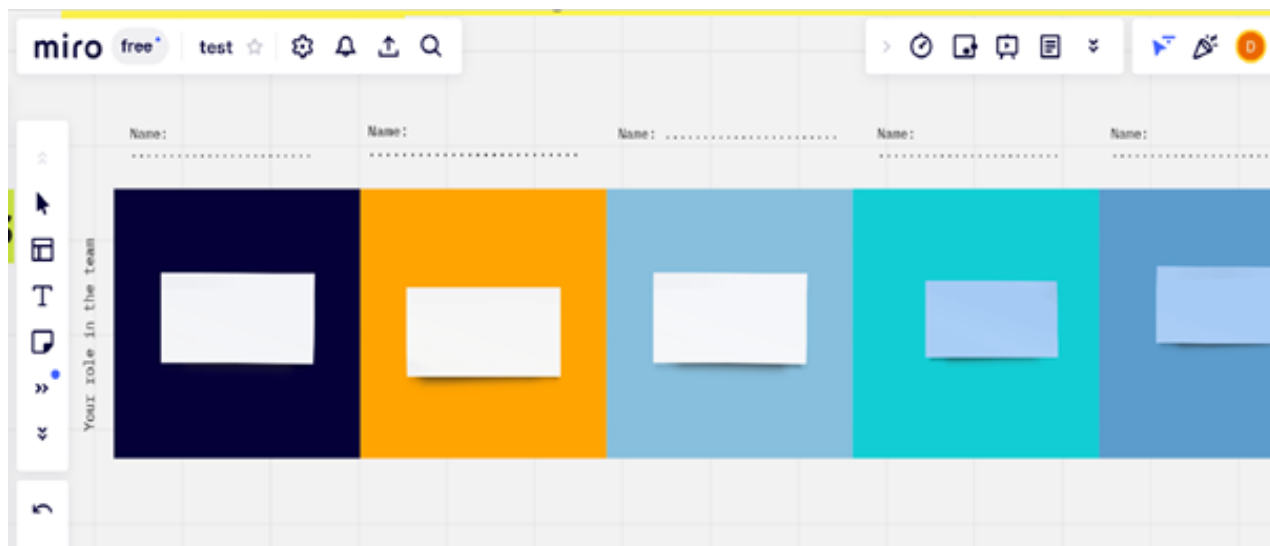 miro free test
D
Name:
Name:
Name: ........................
Name:
Name:
Your role in the team